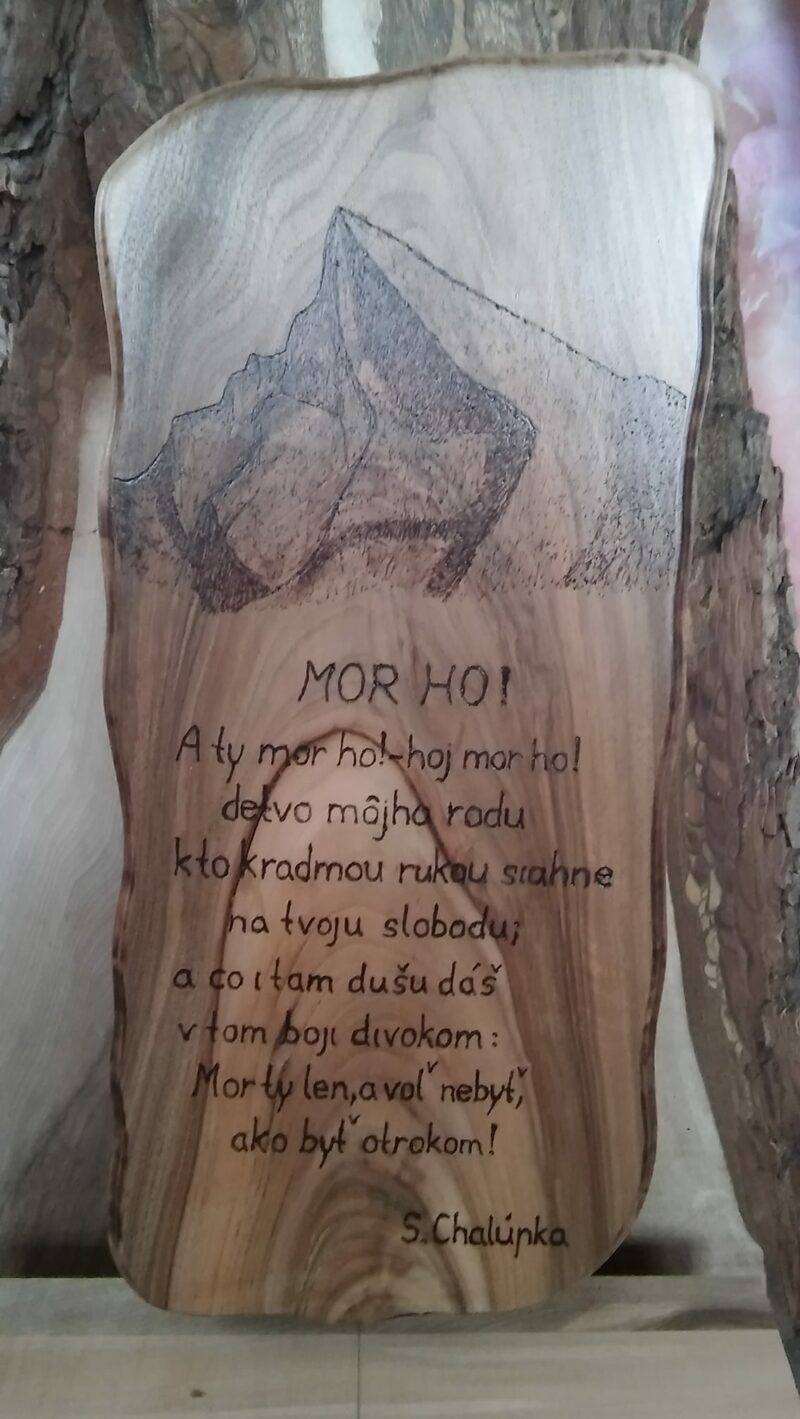 MOR HO!
A ty mor ho!-hoj mor ho!
detvo môjho rodu
kto kradmou rukou siahne
na tvoju slobodu;
a čo i tam dušu dáš
v tom boji divokom:
Mor ty len, a voľ nebyť,
ako byť otrokom!
S. Chalúpka